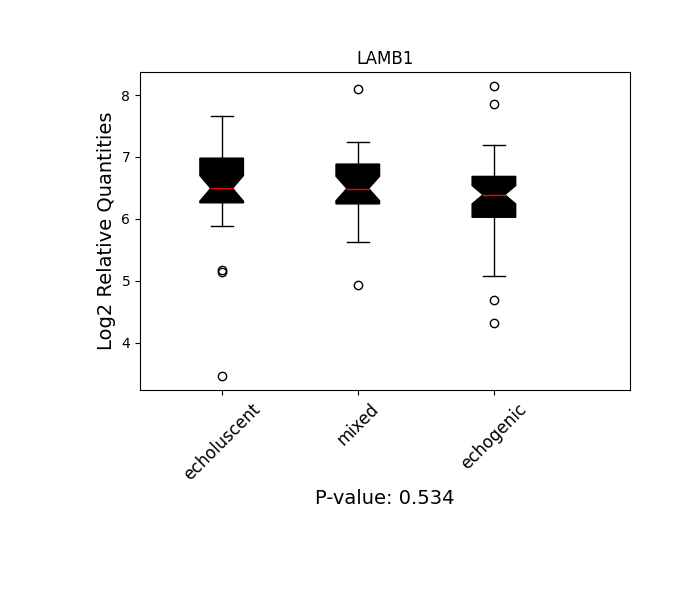 LAMB1
Log2 Relative Quantities
8
7
6
5
4
echoluscent
mixed
echogenic
P-value: 0.534